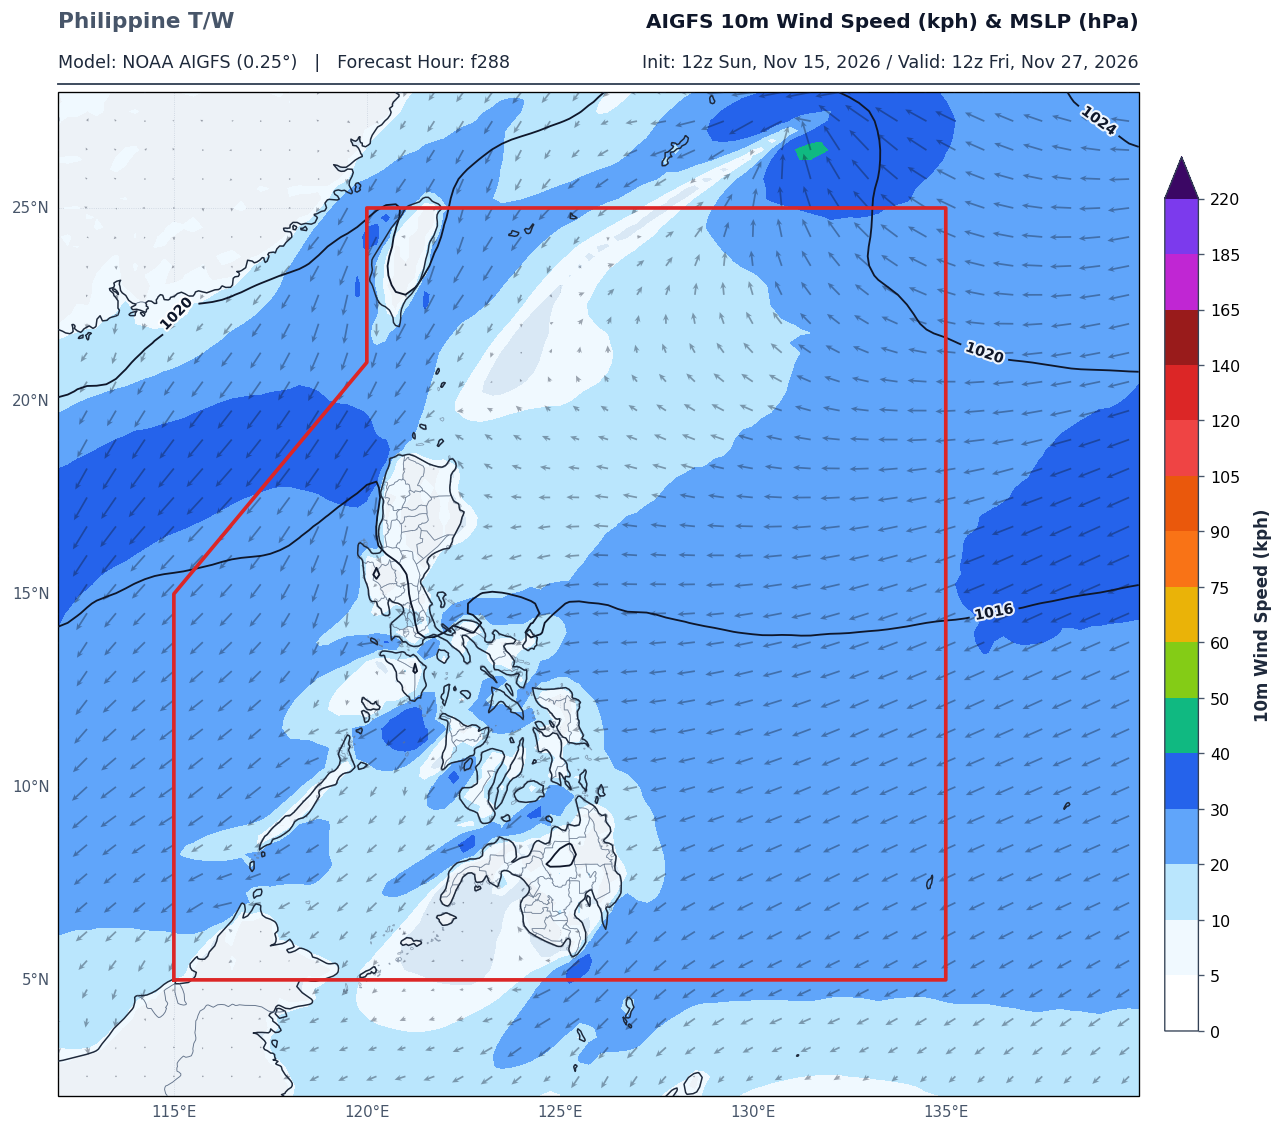 Philippine T/W
AIGFS 10m Wind Speed (kph) & MSLP (hPa)
Model: NOAA AIGFS (0.25°) | Forecast Hour: f288
Init: 12z Sun, Nov 15, 2026 / Valid: 12z Fri, Nov 27, 2026
1024
1020
1020
1016
25°N
20°N
15°N
10°N
5°N
115°E
120°E
125°E
130°E
135°E
220
185
165
140
120
105
90
75
60
50
40
30
20
10
5
0
10m Wind Speed (kph)